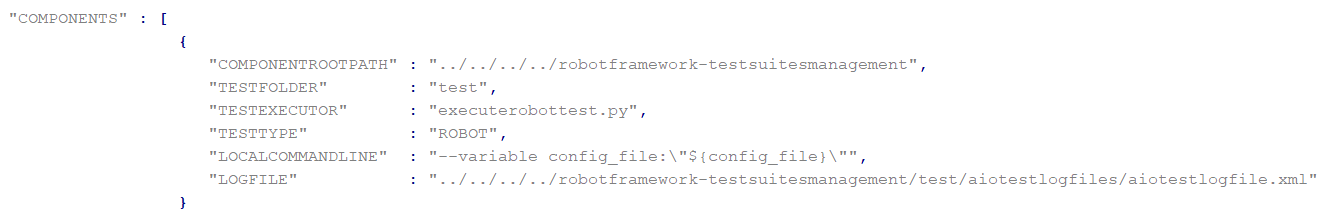 "COMPONENTS" : [
{
"COMPONENTROOTPATH" : "../../../../robotframework-testsuitesmanagement",
"TESTFOLDER" : "test",
"TESTEXECUTOR" : "executerobottest.py",
"TESTTYPE" : "ROBOT",
"LOCALCOMMANDLINE" : "--variable config_file:\"${config_file}\"",
"LOGFILE" : "../../../../robotframework-testsuitesmanagement/test/aiotestlogfiles/aiotestlogfile.xml"
}